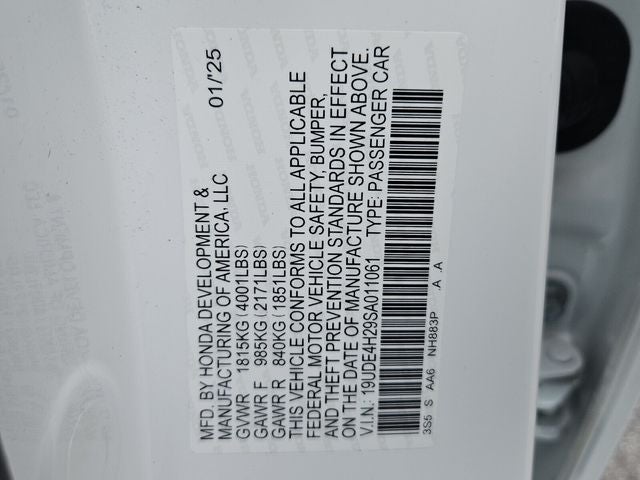 MFD. BY HONDA DEVELOPMENT & 01/'25
MANUFACTURING OF AMERICA, LLC
GVWR 1815KG(4001LBS)
GAWR F 985KG(2171LBS)
GAWR R 840KG(1851LBS)
THIS VEHICLE CONFORMS TO ALL APPLICABLE
FEDERAL MOTOR VEHICLE SAFETY, BUMPER,
AND THEFT PREVENTION STANDARDS IN EFFECT
ON THE DATE OF MANUFACTURE SHOWN ABOVE.
V.I.N.: 19UDE4H29SA011061 TYPE: PASSENGER CAR
3S5 S AA6 NH883P A A